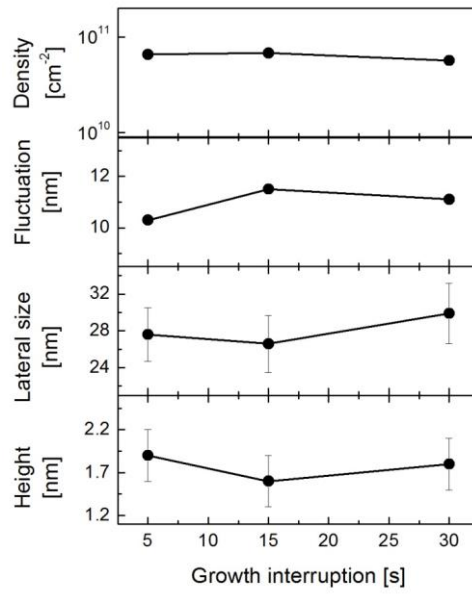 Density
[cm⁻²]
10¹¹
10¹⁰
Fluctuation
[nm]
12
10
Lateral size
[nm]
32
28
24
Height
[nm]
2.2
1.7
1.2
5 10 15 20 25 30
Growth interruption [s]